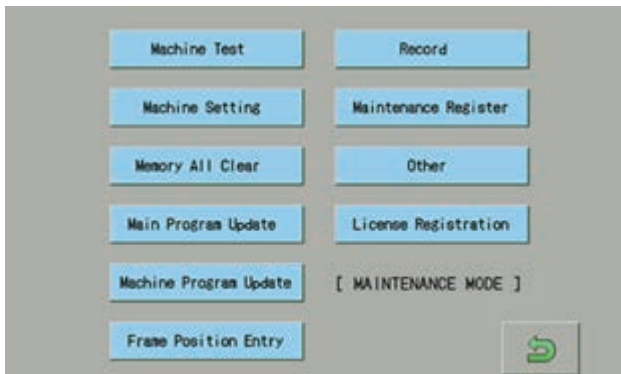 Machine Test
Record
Machine Setting
Maintenance Register
Memory All Clear
Other
Main Program Update
License Registration
Machine Program Update
[ MAINTENANCE MODE ]
Frame Position Entry